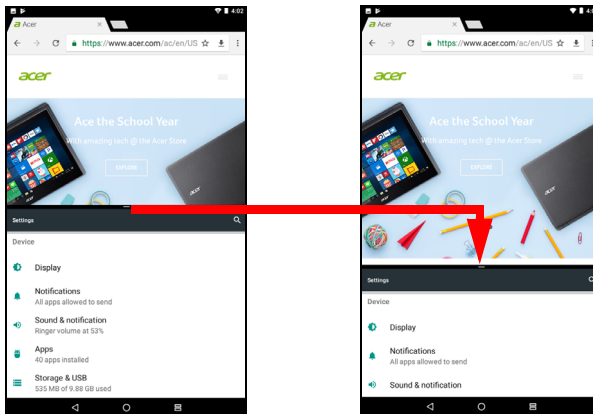 4:02
a Acer
https://www.acer.com/ac/en/US
acer
Ace the School Year
With amazing tech @ the Acer Store
EXPLORE
acer
Settings
Device
Display
Notifications
All apps allowed to send
Sound & notification
Ringer volume at 53%
Apps
40 apps installed
Storage & USB
535 MB of 9.88 GB used
a Acer
https://www.acer.com/ac/en/US
acer
Ace the School Year
With amazing tech @ the Acer Store
EXPLORE
acer
Settings
Device
Display
Notifications
All apps allowed to send
Sound & notification